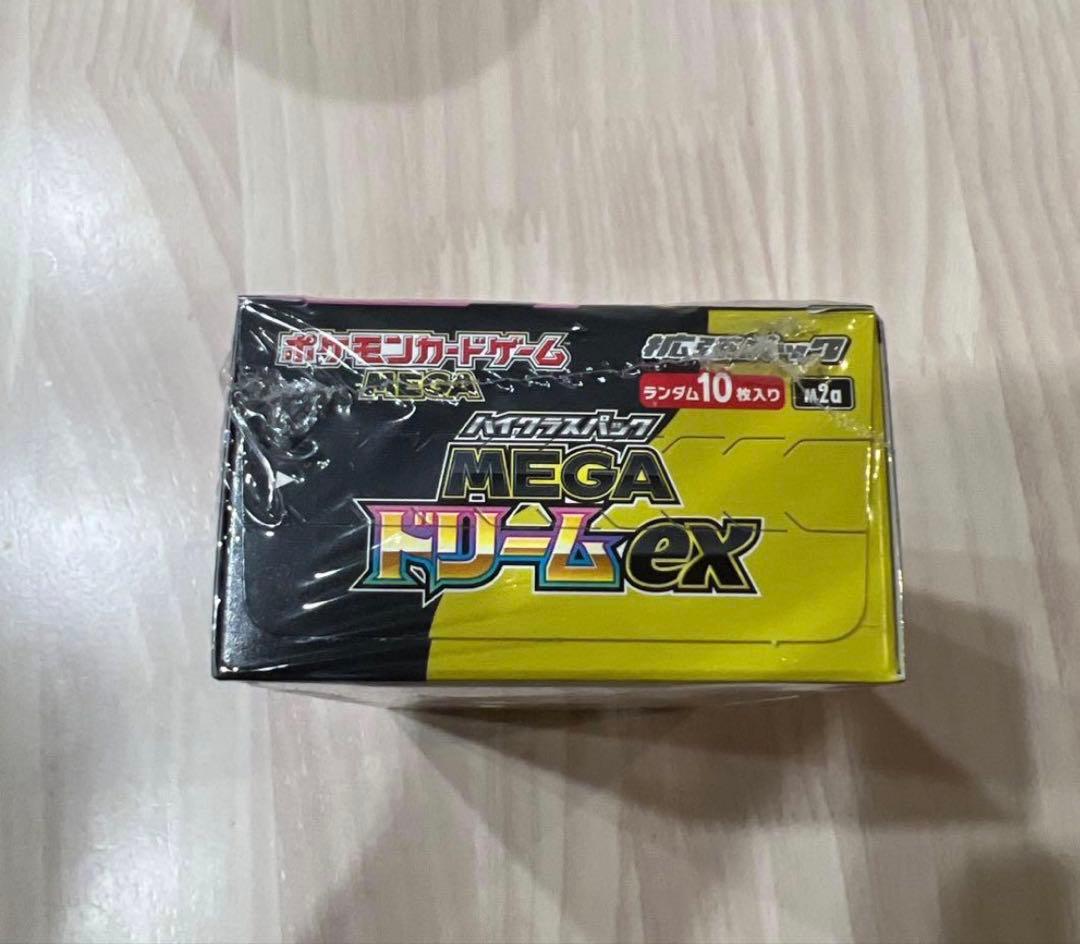 ポケモンカードゲーム
MEGA
拡張パック
ランダム10枚入り
M2a
ハイクラスパック
MEGA
ドリームex